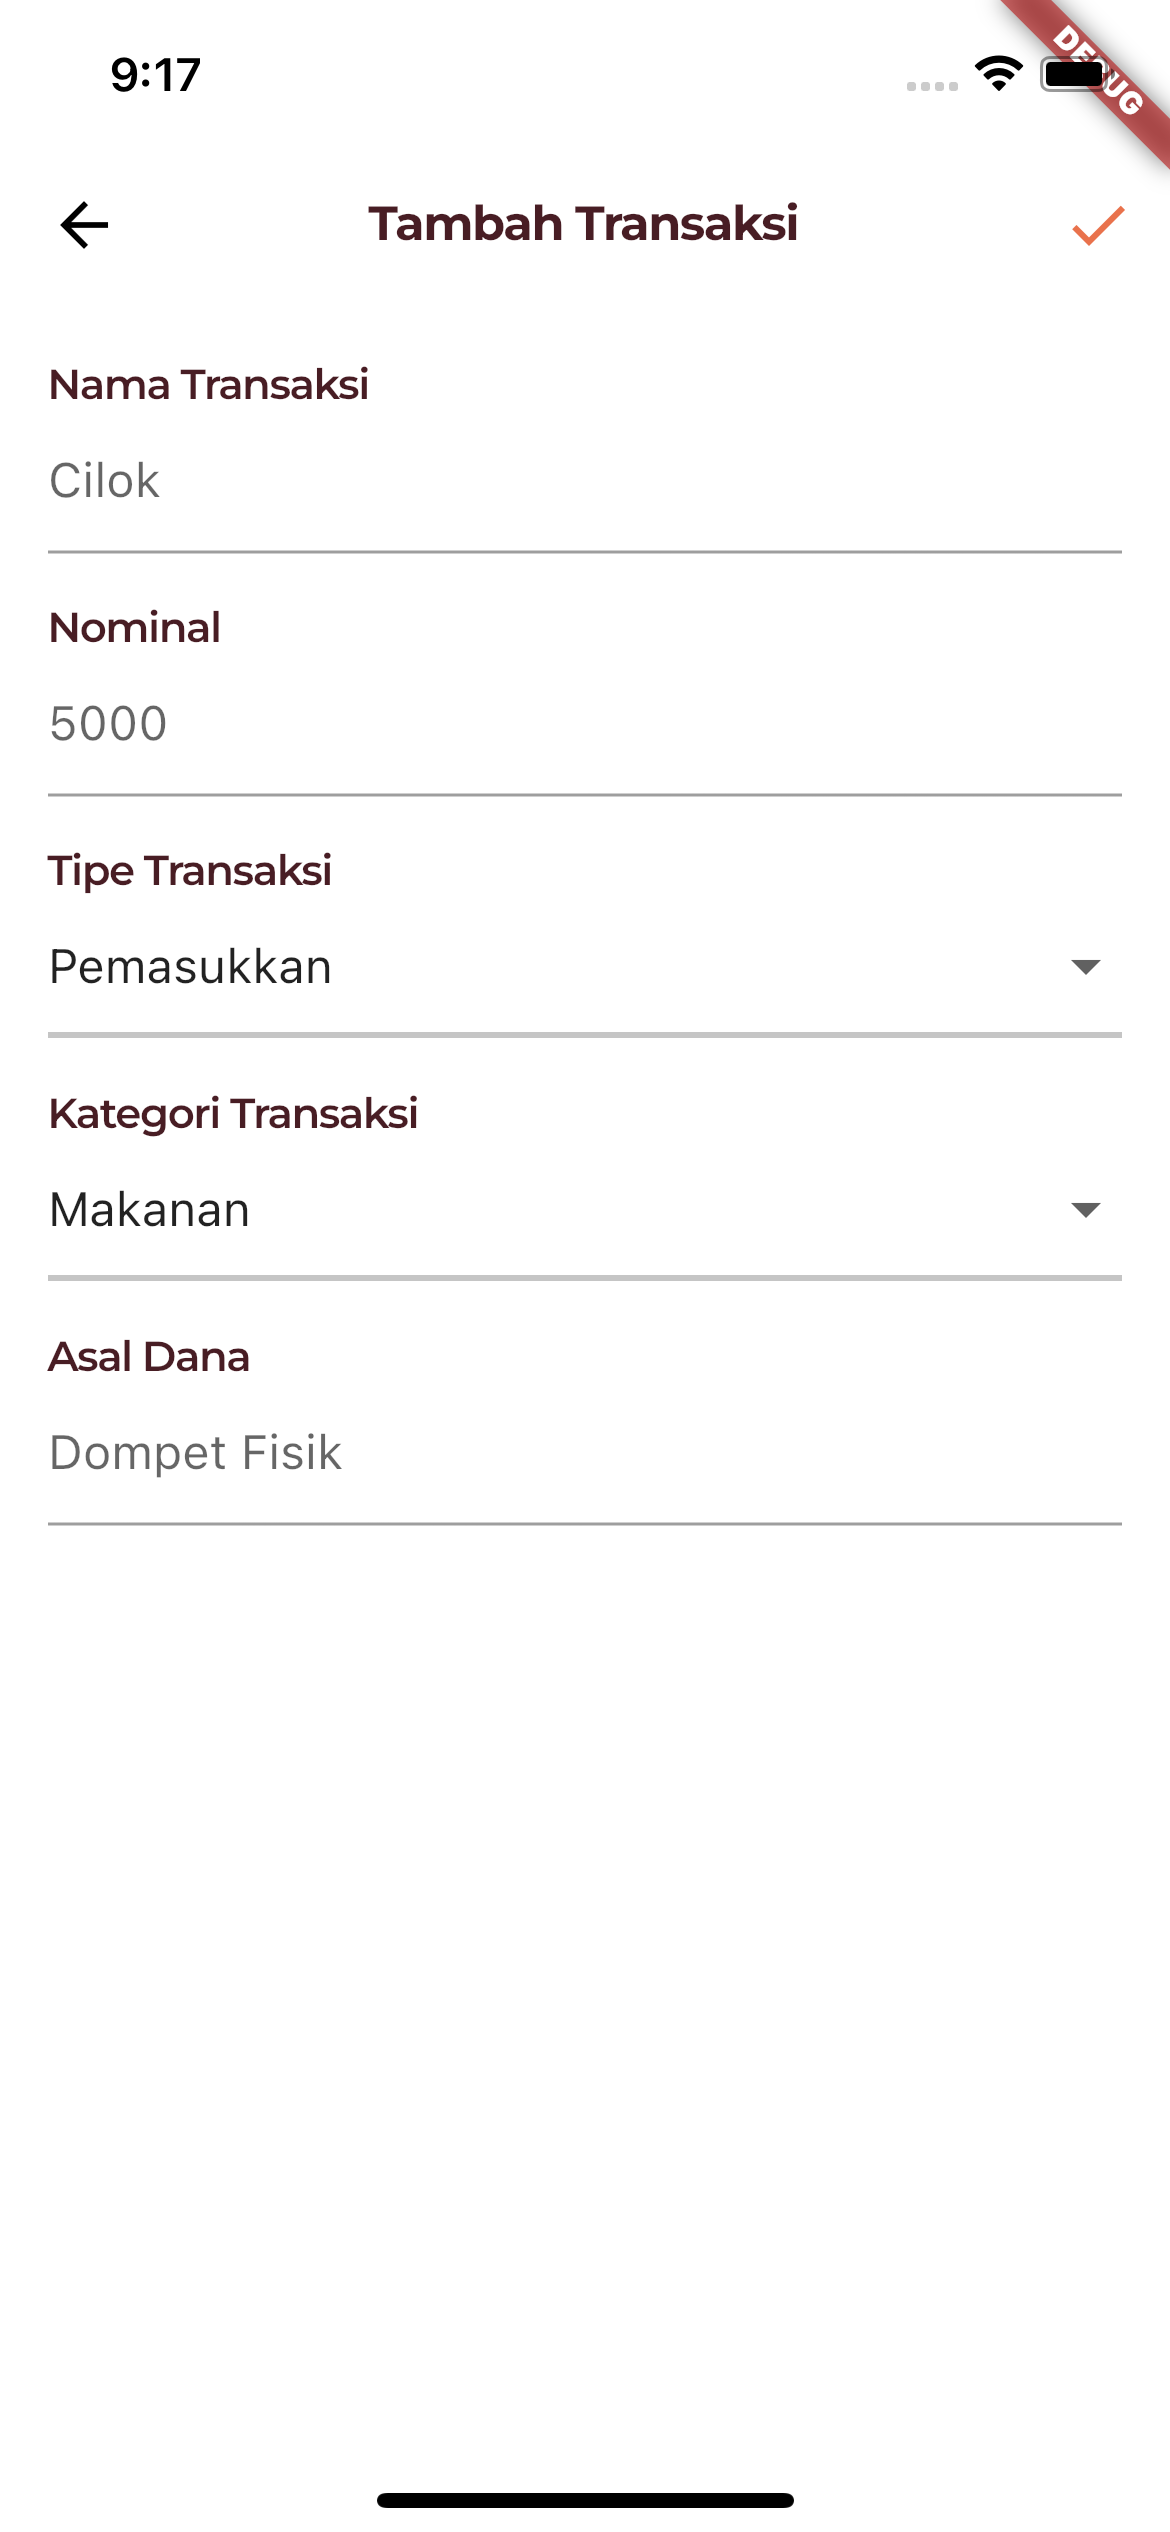 9:17
DEBUG
Tambah Transaksi
Nama Transaksi
Cilok
Nominal
5000
Tipe Transaksi
Pemasukkan
Kategori Transaksi
Makanan
Asal Dana
Dompet Fisik